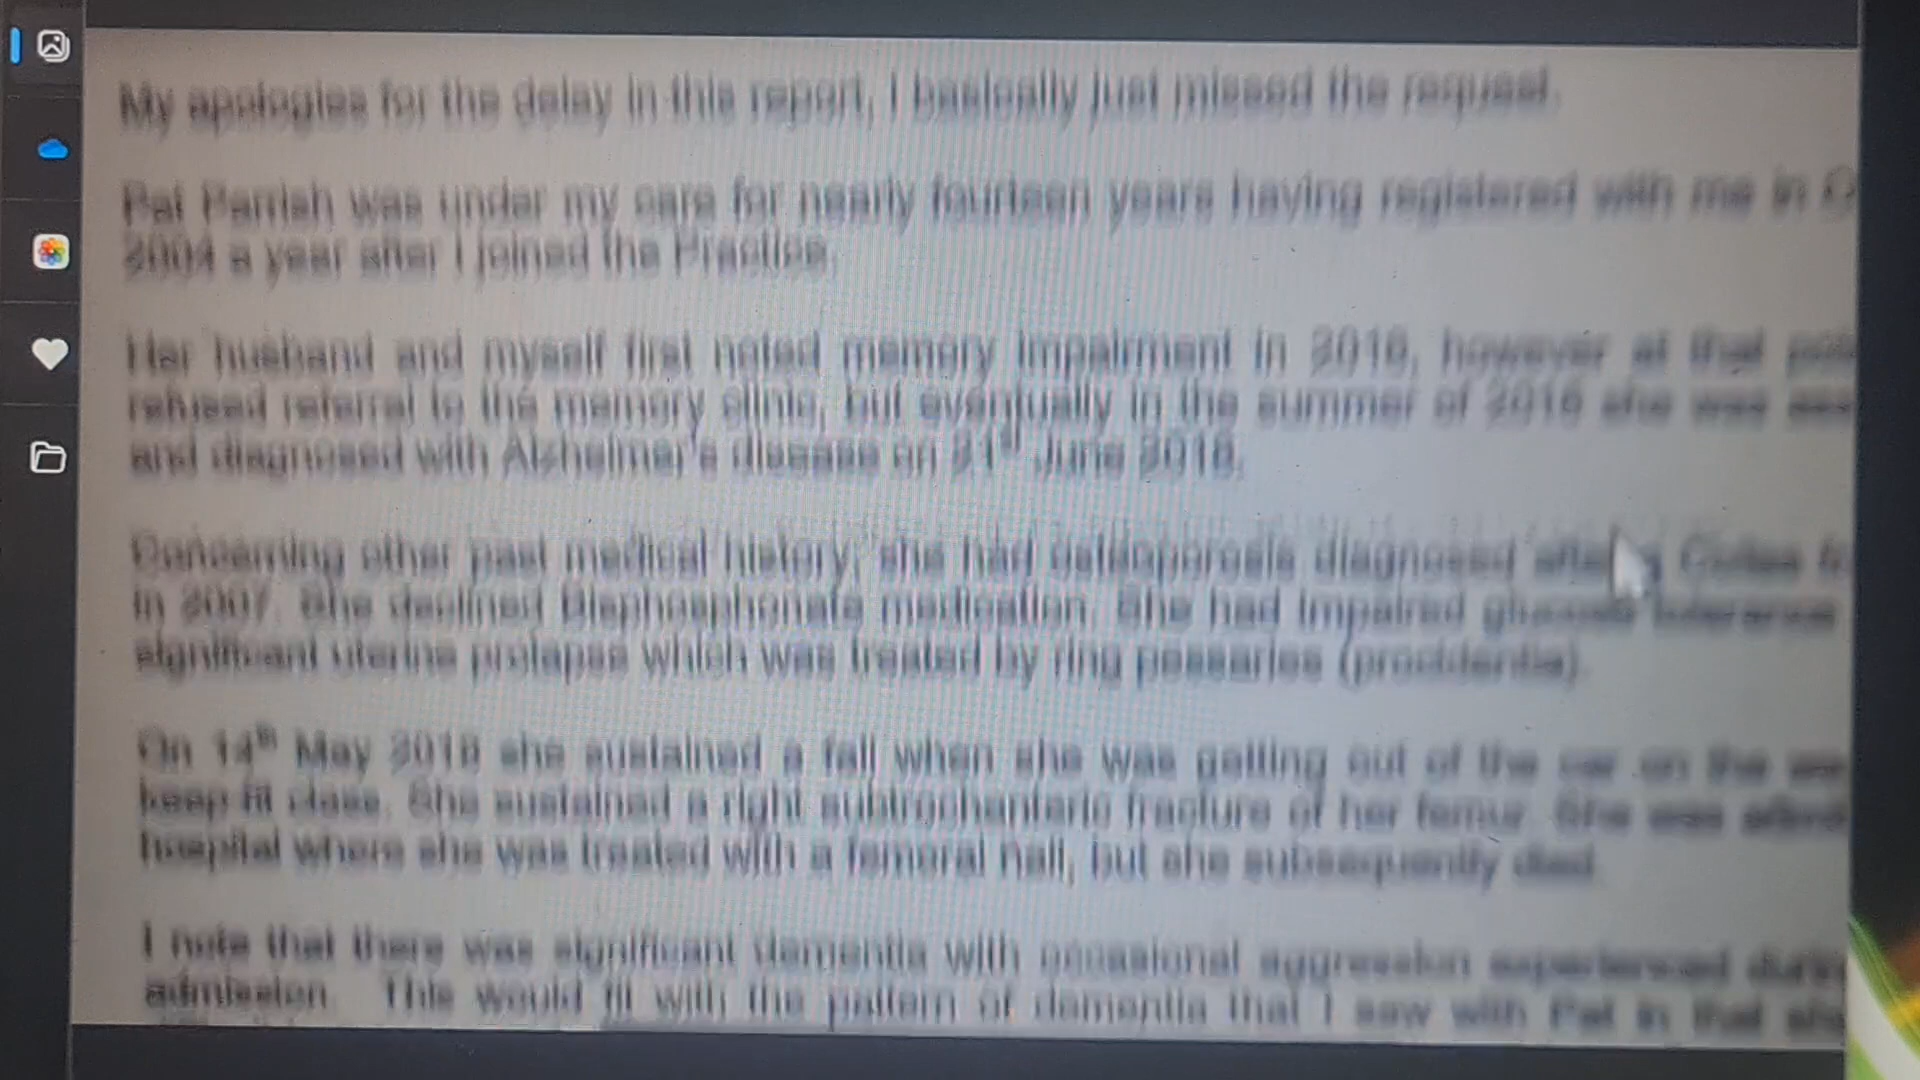 My apologies for the delay in this report, I basically just missed the request.
Pat Parrish was under my care for nearly fourteen years having registered with me in
2004 a year after I joined the Practice.
Her husband and myself first noted memory impairment in however at that
refused referral to the memory clinic, but eventually in the summer of she was
and diagnosed with Alzheimer's disease on 21st June
Concerning other past medical history, she had osteoporosis diagnosed after a Colles
in 2007. She declined Bisphosphonate medication. She had impaired glucose tolerance
significant uterine prolapse which was treated by ring pessaries (procidentia).
On 14th May 2018 she sustained a fall when she was getting out of the car on the
keep fit class. She sustained a right subtrochanteric fracture of her femur. She was
hospital where she was treated with a femoral nail, but she subsequently died.
I note that there was significant dementia with occasional aggression experienced
admission. This would fit with the pattern of dementia that I saw with Pat in that